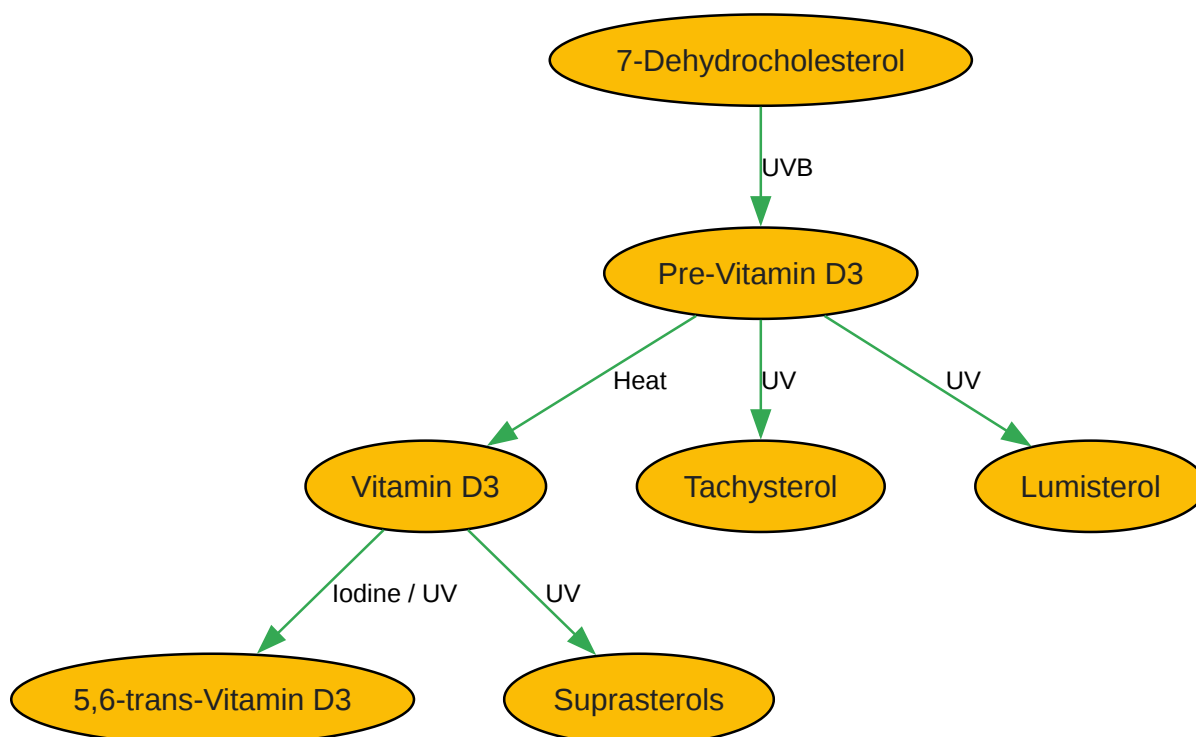 7-Dehydrocholesterol
UVB
Pre-Vitamin D3
Heat
UV
UV
Vitamin D3
Tachysterol
Lumisterol
Iodine / UV
UV
5,6-trans-Vitamin D3
Suprasterols